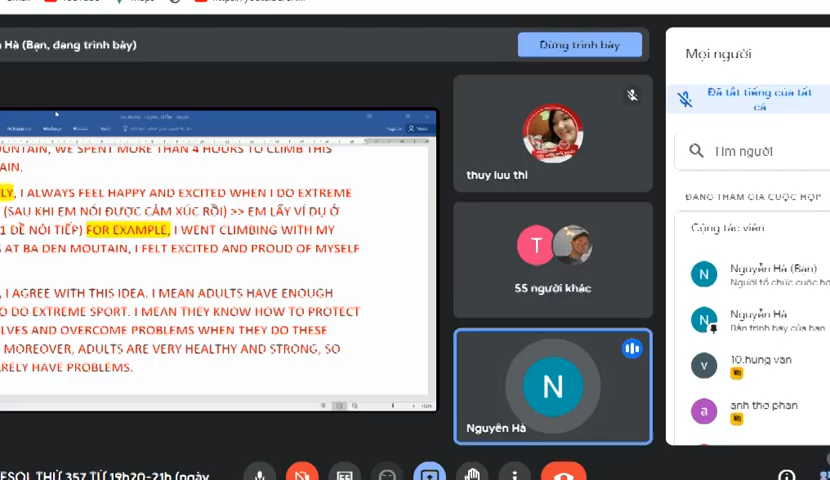 YouTube
Maps
Hà (Bạn, đang trình bày)
Dừng trình bày
OUNTAIN, WE SPENT MORE THAN 4 HOURS TO CLIMB THIS
AIN.
LY, I ALWAYS FEEL HAPPY AND EXCITED WHEN I DO EXTREME
(SAU KHI EM NÓI ĐƯỢC CẢM XÚC RỒI) >> EM LẤY VÍ DỤ Ở
1 ĐỂ NÓI TIẾP) FOR EXAMPLE, I WENT CLIMBING WITH MY
S AT BA DEN MOUTAIN, I FELT EXCITED AND PROUD OF MYSELF
, I AGREE WITH THIS IDEA. I MEAN ADULTS HAVE ENOUGH
O DO EXTREME SPORT. I MEAN THEY KNOW HOW TO PROTECT
LVES AND OVERCOME PROBLEMS WHEN THEY DO THESE
MOREOVER, ADULTS ARE VERY HEALTHY AND STRONG, SO
ARELY HAVE PROBLEMS.
thuy luu thi
T
55 người khác
N
Nguyễn Hà
Mọi người
Đã tắt tiếng của tất
cả
Tìm người
ĐANG THAM GIA CUỘC HỌP
Cộng tác viên
N
Nguyễn Hà (Bạn)
Người tổ chức cuộc họ
N
Nguyễn Hà
Bản trình bày của bạn
v
10.hung van
a
anh thơ phan
ESOL THỨ 357 TỪ 19h20-21h (ngày